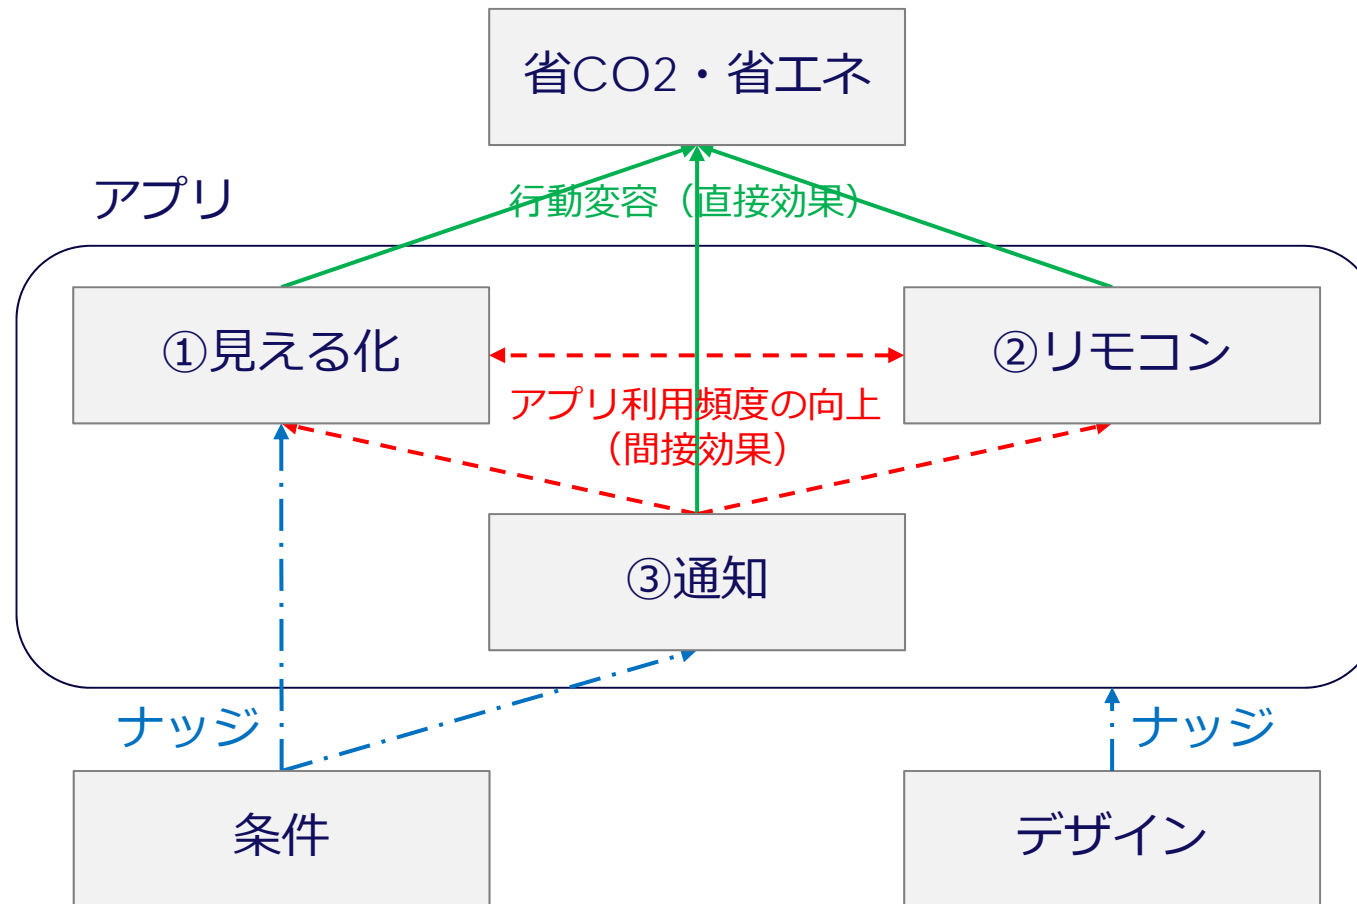 省CO2・省エネ
アプリ
行動変容（直接効果）
①見える化
②リモコン
アプリ利用頻度の向上
（間接効果）
③通知
ナッジ
ナッジ
条件
デザイン